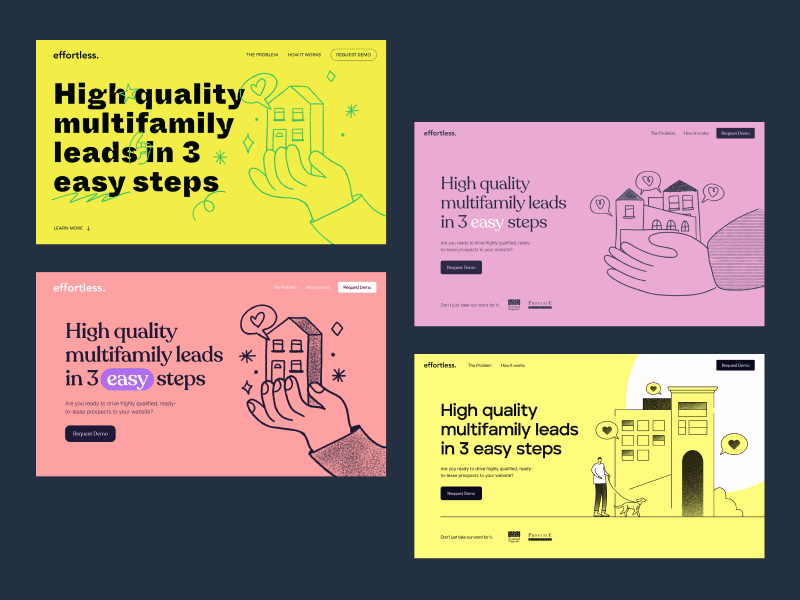 effortless.
THE PROBLEM HOW IT WORKS REQUEST DEMO
High quality
multifamily
leads in 3
easy steps
LEARN MORE ↓
effortless.
The Problem How it works Request Demo
High quality
multifamily leads
in 3 easy steps
Are you ready to drive highly qualified, ready-
to-lease prospects to your website?
Request Demo
effortless.
The Problem How it works Request Demo
High quality
multifamily leads
in 3 easy steps
Are you ready to drive highly qualified, ready-
to-lease prospects to your website?
Request Demo
Don't just take our word for it:
effortless.
The Problem How it works Request Demo
High quality
multifamily leads
in 3 easy steps
Are you ready to drive highly qualified, ready-
to-lease prospects to your website?
Request Demo
Don't just take our word for it: